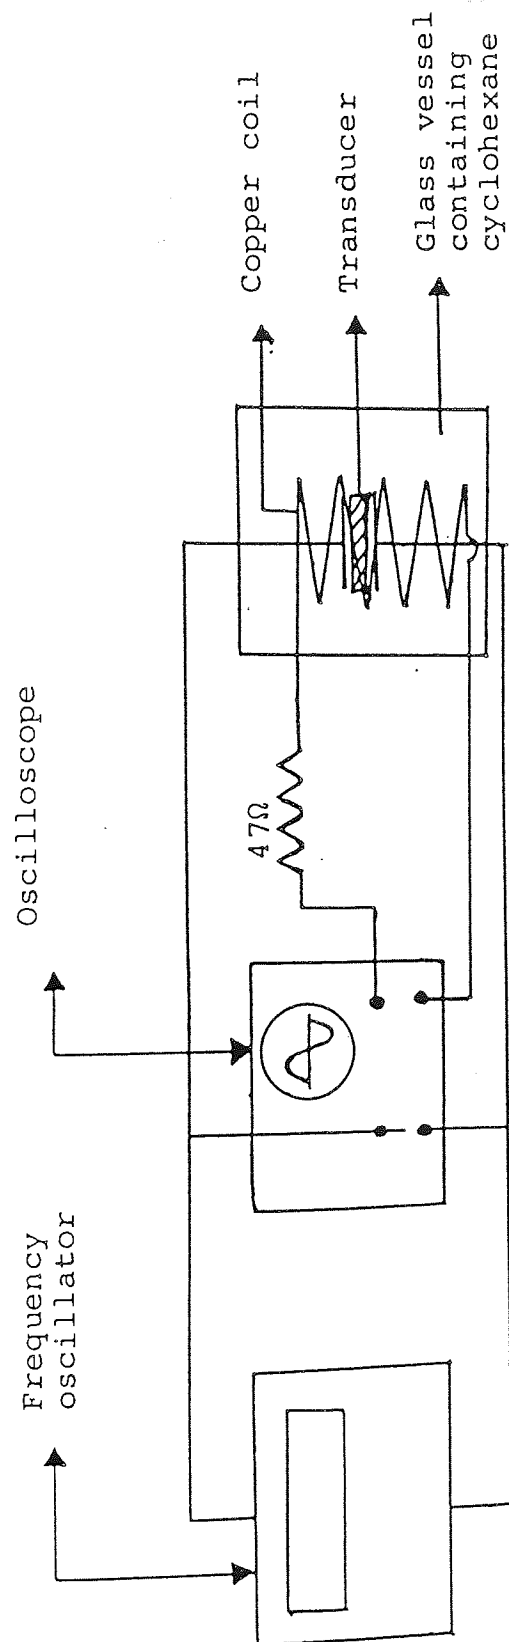 Frequency
oscillator
Oscilloscope
47Ω
Copper coil
Transducer
Glass vessel
containing
cyclohexane